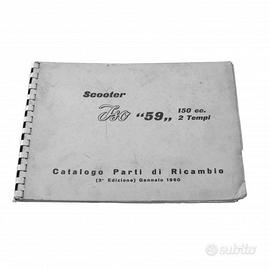 Scooter
Iso "59„ 150 cc.
2 Tempi
Catalogo Parti di Ricambio
(3ª Edizione) Gennaio 1960
subito